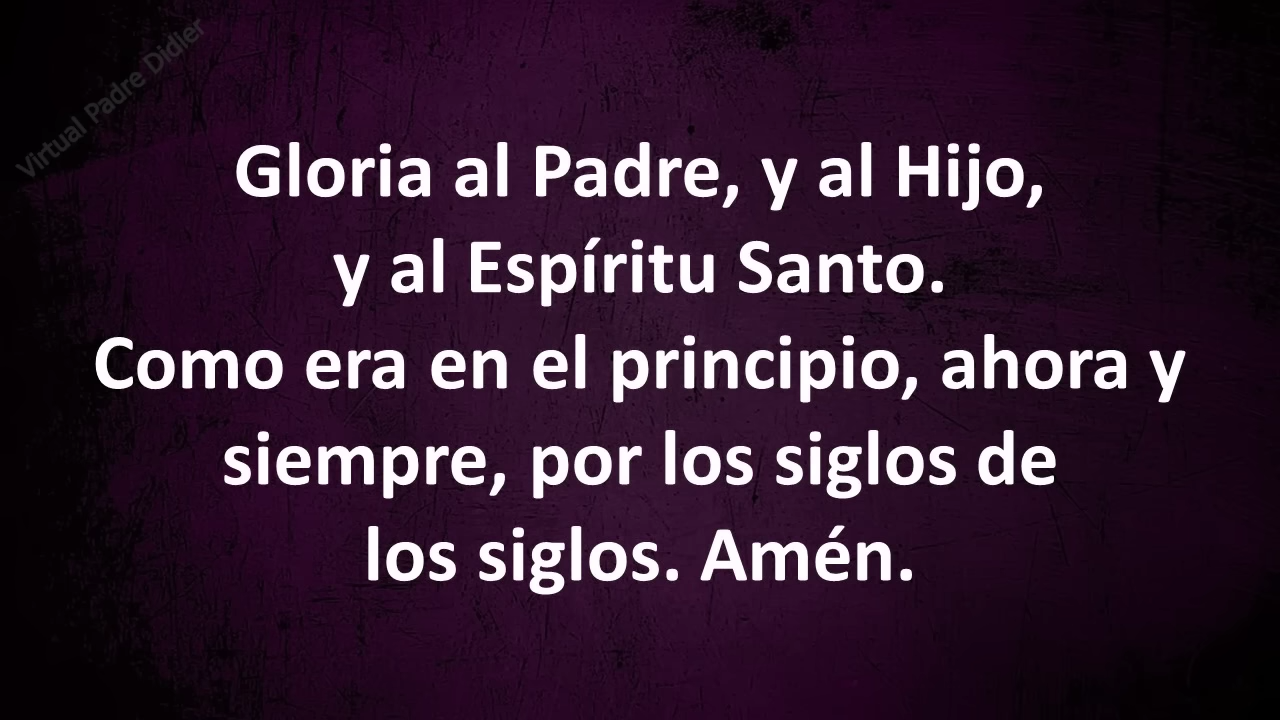 Virtual Padre Didier
Gloria al Padre, y al Hijo,
y al Espíritu Santo.
Como era en el principio, ahora y
siempre, por los siglos de
los siglos. Amén.